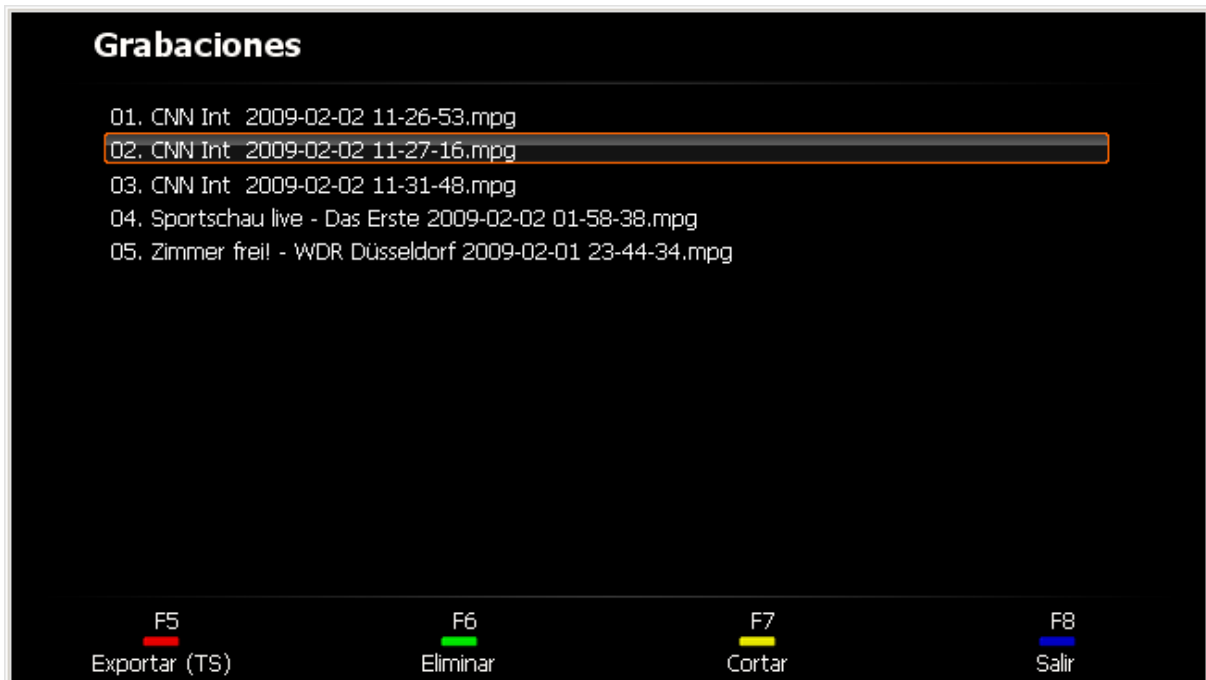 Grabaciones
01. CNN Int  2009-02-02 11-26-53.mpg
02. CNN Int  2009-02-02 11-27-16.mpg
03. CNN Int  2009-02-02 11-31-48.mpg
04. Sportschau live - Das Erste 2009-02-02 01-58-38.mpg
05. Zimmer frei! - WDR Düsseldorf 2009-02-01 23-44-34.mpg
F5 F6 F7 F8
Exportar (TS) Eliminar Cortar Salir